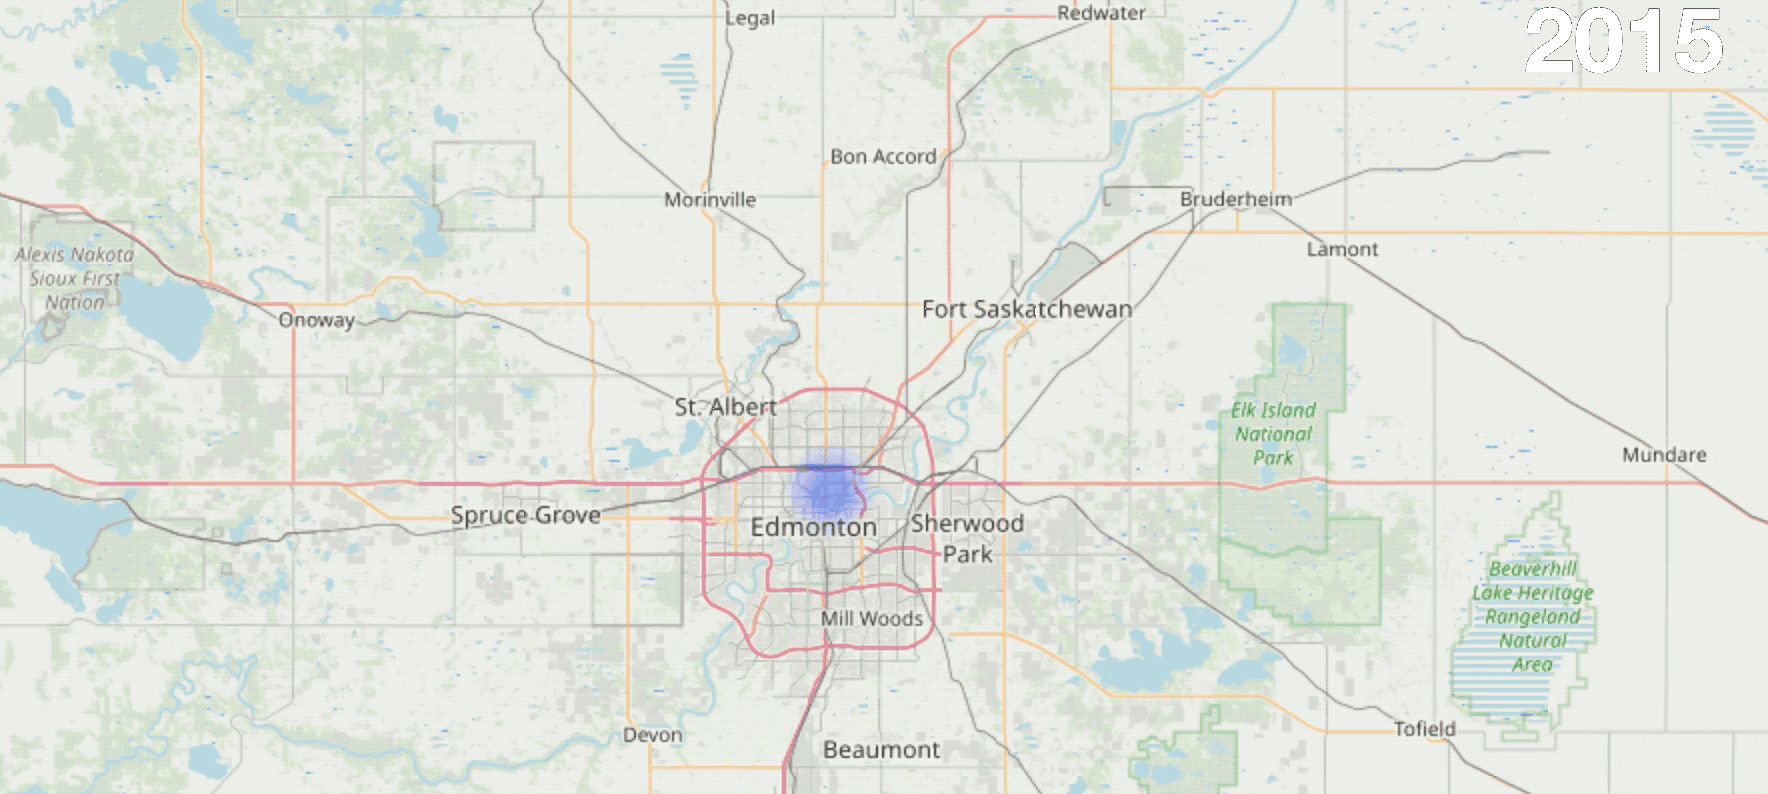 Legal
Redwater
2015
Bon Accord
Morinville
Bruderheim
Alexis Nakota
Sioux First
Nation
Lamont
Onoway
Fort Saskatchewan
St. Albert
Elk Island
National
Park
Mundare
Spruce Grove
Edmonton
Sherwood
Park
Beaverhill
Lake Heritage
Rangeland
Natural
Area
Mill Woods
Devon
Tofield
Beaumont